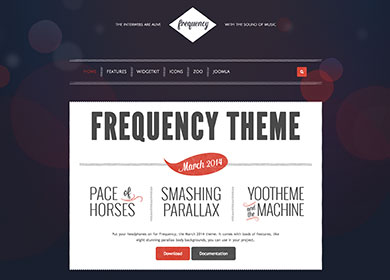 THE INTERWEBS ARE ALIVE
frequency
WITH THE SOUND OF MUSIC
HOME
FEATURES
WIDGETKIT
ICONS
ZOO
JOOMLA
FREQUENCY THEME
March 2014
PACE of
HORSES
SMASHING
PARALLAX
YOOTHEME
and the MACHINE
Put your headphones on for Frequency, the March 2014 theme. It comes with loads of features, like
eight stunning parallax body backgrounds, you can use in your project.
Download
Documentation